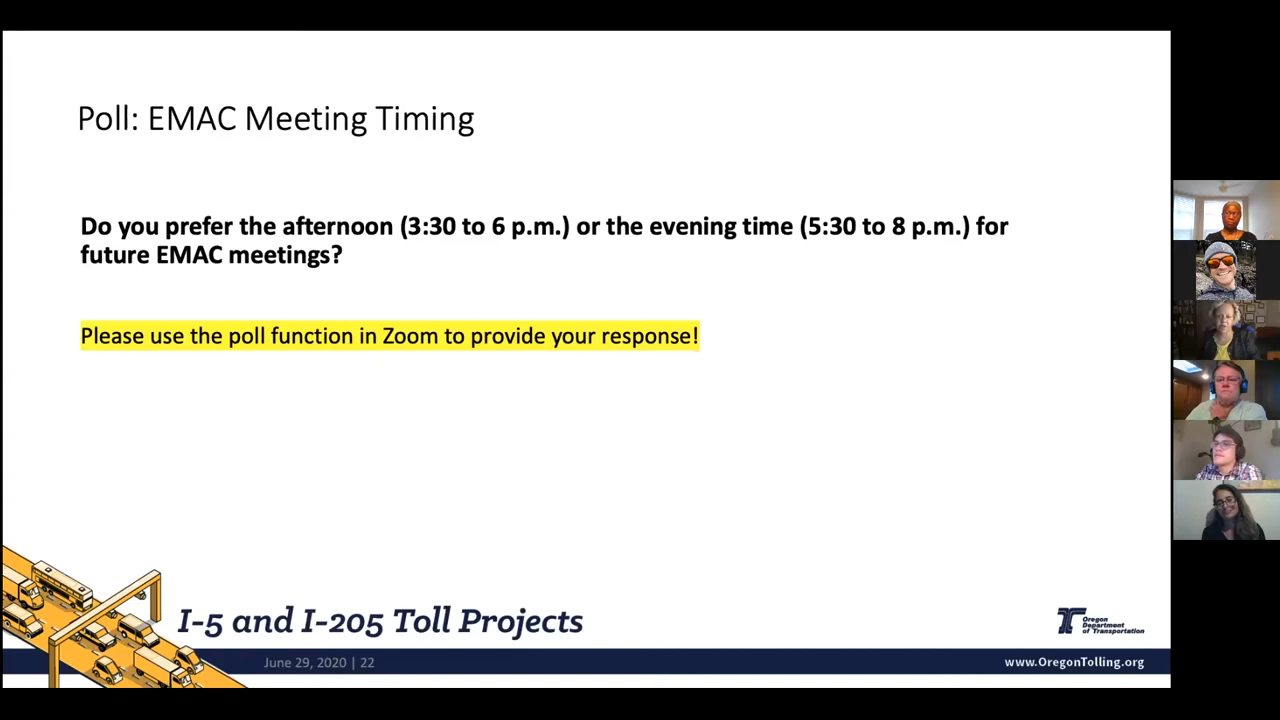 Poll: EMAC Meeting Timing
Do you prefer the afternoon (3:30 to 6 p.m.) or the evening time (5:30 to 8 p.m.) for
future EMAC meetings?
Please use the poll function in Zoom to provide your response!
I-5 and I-205 Toll Projects
Oregon
Department
of Transportation
June 29, 2020 | 22
www.OregonTolling.org